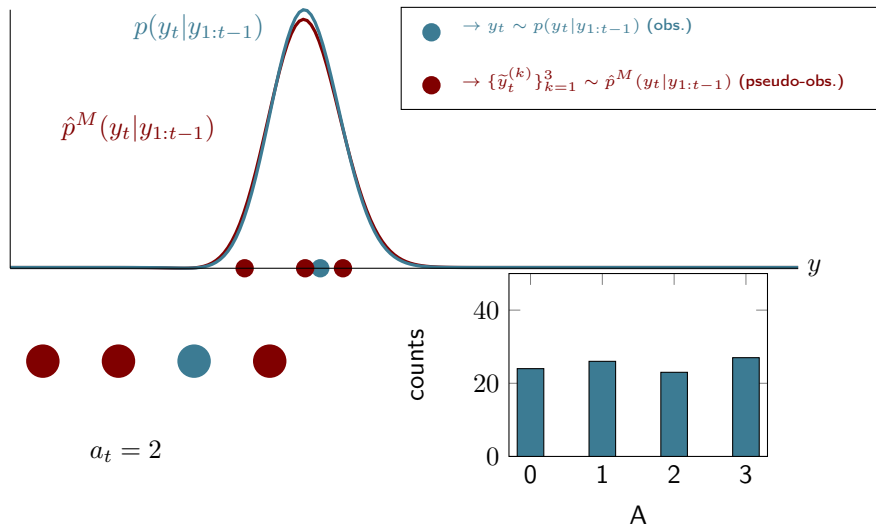 p(y_t|y_{1:t−1})
p̂^M(y_t|y_{1:t−1})
→ y_t ∼ p(y_t|y_{1:t−1}) (obs.)
→ {ỹ_t^{(k)}}_{k=1}^3 ∼ p̂^M(y_t|y_{1:t−1}) (pseudo-obs.)
y
a_t = 2
counts
40
20
0
0 1 2 3
A